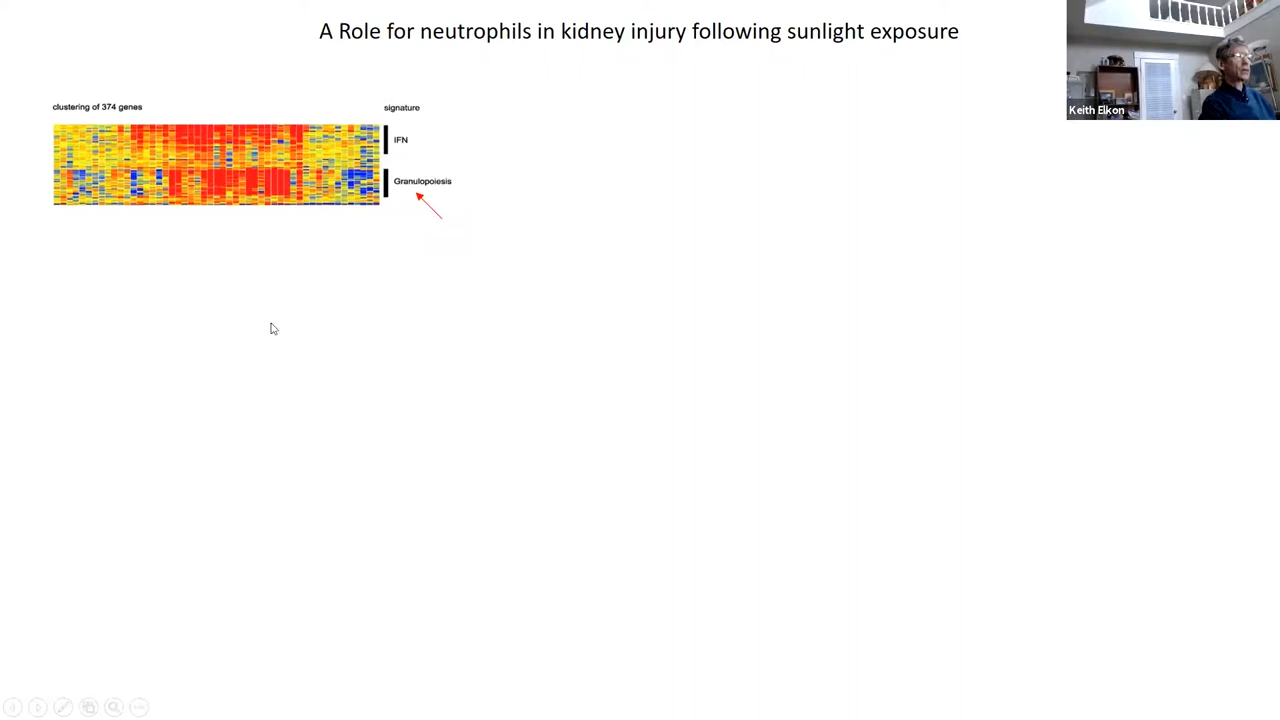 A Role for neutrophils in kidney injury following sunlight exposure
Keith Elkon
clustering of 374 genes
signature
IFN
Granulopoiesis